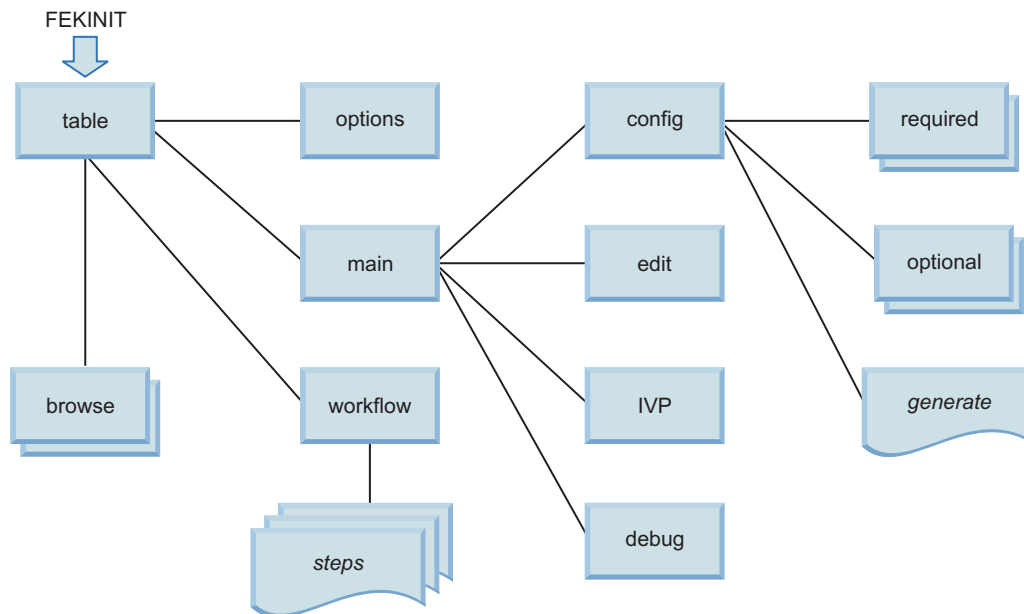 FEKINIT
table
options
config
required
main
edit
optional
browse
workflow
IVP
generate
steps
debug